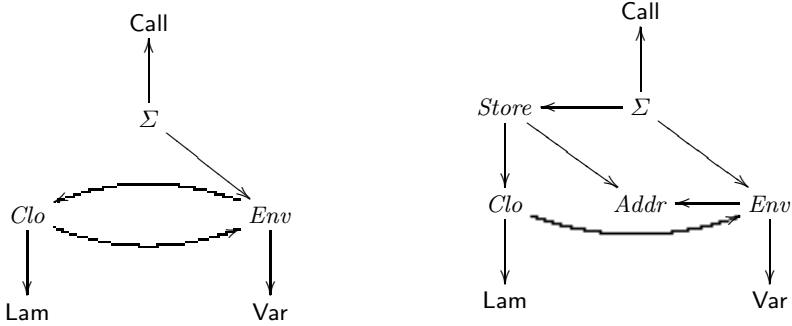 Call
Σ
Clo Env
Lam Var
Call
Store Σ
Clo Addr Env
Lam Var